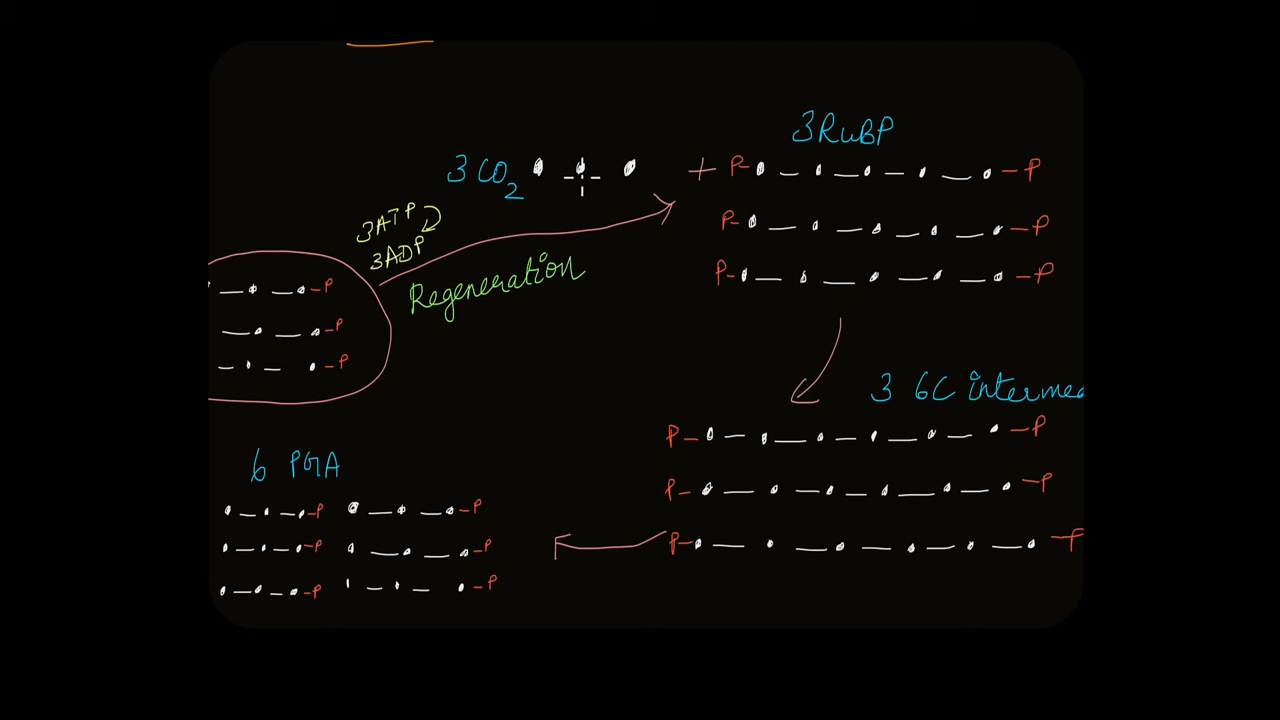 3RuBP
3 CO2 + P- -P
P- -P
P- -P
3ATP
3ADP
Regeneration
-P
-P
-P
3 6C intermed
P- -P
P- -P
P- -P
6 PGA
-P -P
-P -P
-P -P